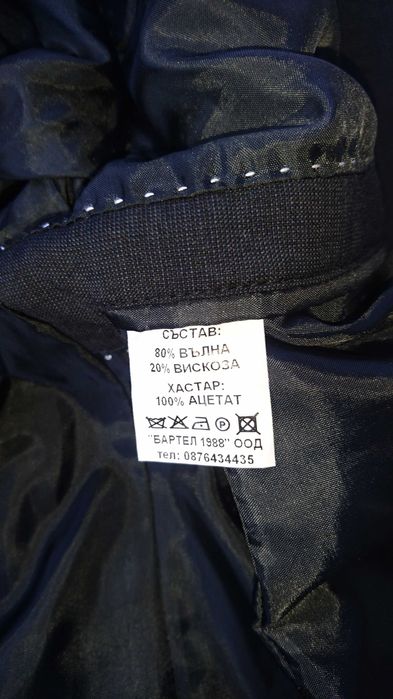 СЪСТАВ:
80% ВЪЛНА
20% ВИСКОЗА
ХАСТАР:
100% АЦЕТАТ
P
"БАРТЕЛ 1988" ООД
тел: 0876434435